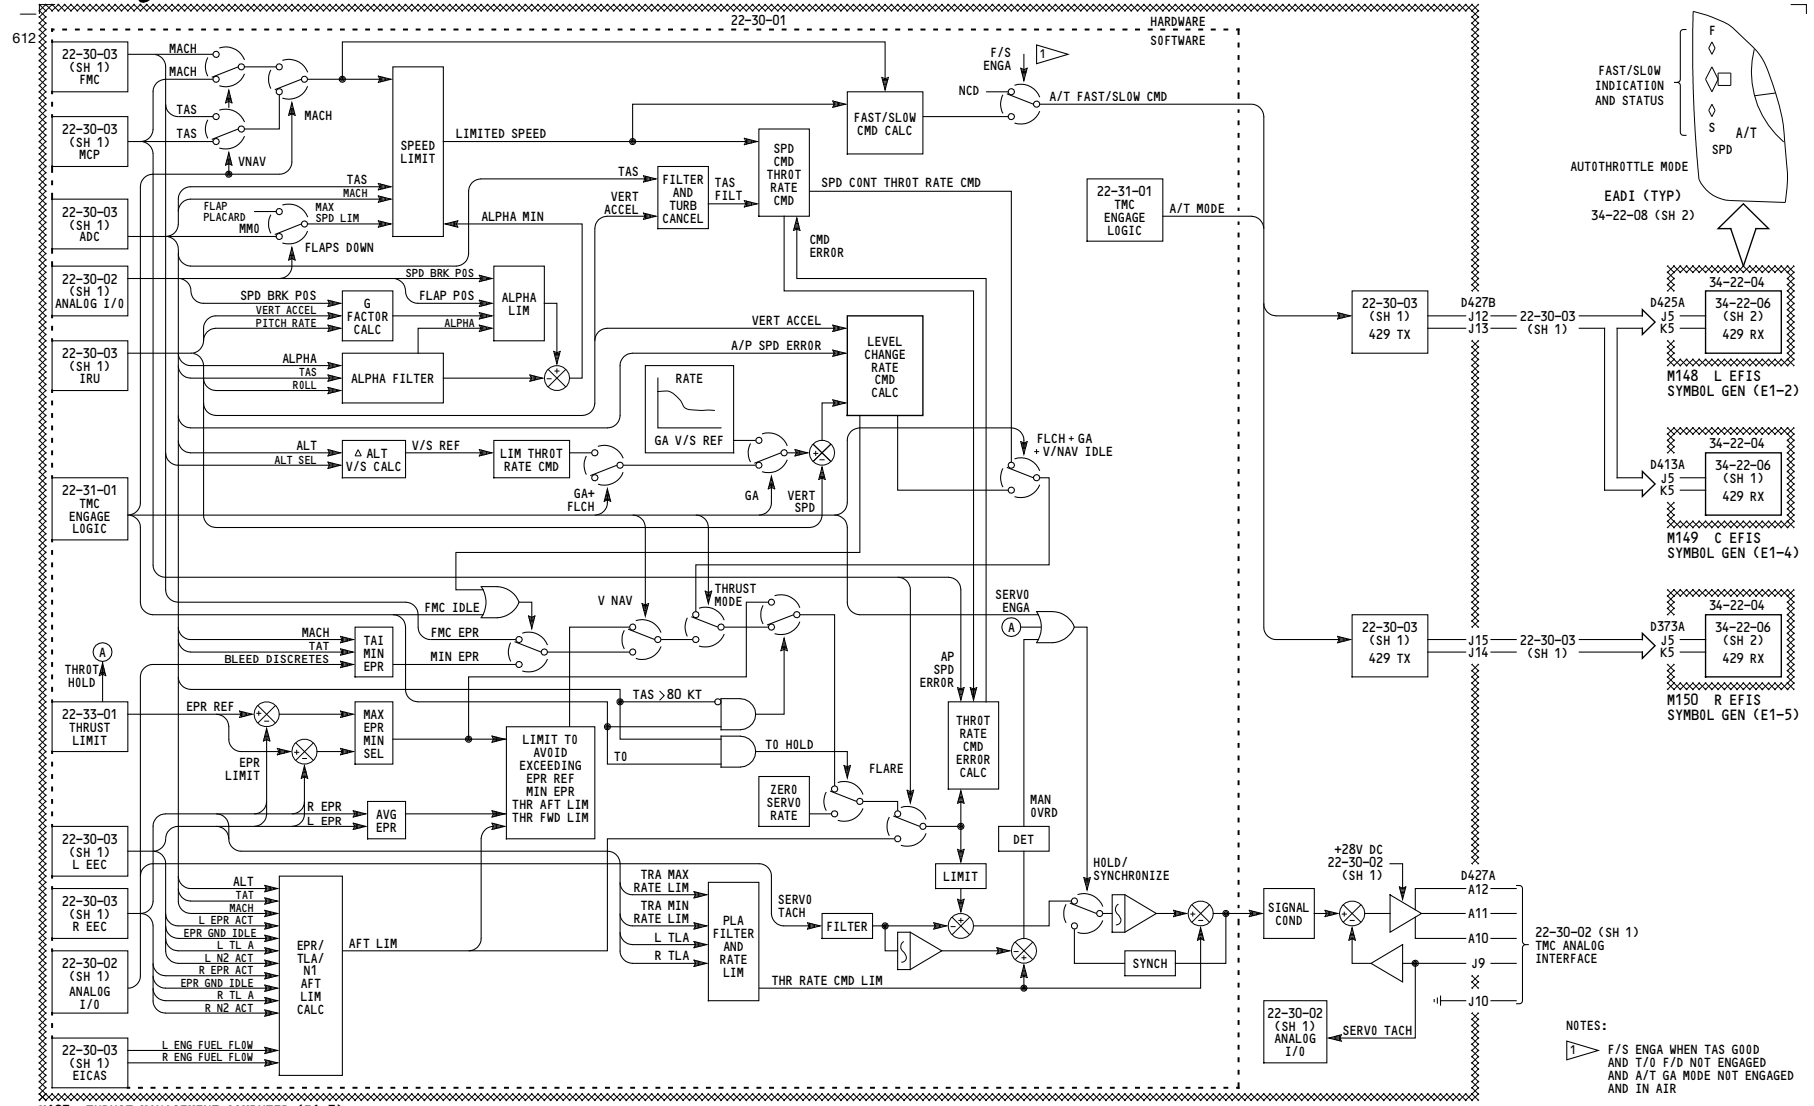 22-30-01
HARDWARE
SOFTWARE
612
22-30-03
(SH 1)
FMC
22-30-03
(SH 1)
MCP
22-30-03
(SH 1)
ADC
22-30-02
(SH 1)
ANALOG I/O
22-30-03
(SH 1)
IRU
22-31-01
TMC
ENGAGE
LOGIC
A
THROT
HOLD
22-33-01
THRUST
LIMIT
22-30-03
(SH 1)
L EEC
22-30-03
(SH 1)
R EEC
22-30-02
(SH 1)
ANALOG
I/O
22-30-03
(SH 1)
EICAS
MACH
MACH
TAS
TAS
MACH
VNAV
TAS
MACH
FLAP
PLACARD
MMO
MAX
SPD LIM
FLAPS DOWN
SPEED
LIMIT
LIMITED SPEED
ALPHA MIN
SPD BRK POS
VERT ACCEL
PITCH RATE
G
FACTOR
CALC
SPD BRK POS
FLAP POS
ALPHA
ALPHA
LIM
ALPHA
TAS
ROLL
ALPHA FILTER
+
-
TAS
VERT
ACCEL
FILTER
AND
TURB
CANCEL
TAS
FILT
SPD
CMD
THROT
RATE
CMD
SPD CONT THROT RATE CMD
CMD
ERROR
FAST/SLOW
CMD CALC
F/S
ENGA
1
NCD
A/T FAST/SLOW CMD
22-31-01
TMC
ENGAGE
LOGIC
A/T MODE
VERT ACCEL
A/P SPD ERROR
LEVEL
CHANGE
RATE
CMD
CALC
RATE
GA V/S REF
ALT
ALT SEL
Δ ALT
V/S CALC
V/S REF
LIM THROT
RATE CMD
GA+
FLCH
GA
VERT
SPD
+
-
FLCH + GA
+ V/NAV IDLE
FMC IDLE
FMC EPR
MIN EPR
MACH
TAT
BLEED DISCRETES
TAI
MIN
EPR
V NAV
THRUST
MODE
SERVO
ENGA
A
TAS >80 KT
TO
TO HOLD
FLARE
AP
SPD
ERROR
THROT
RATE
CMD
ERROR
CALC
EPR REF
EPR
LIMIT
+
-
+
-
MAX
EPR
MIN
SEL
LIMIT TO
AVOID
EXCEEDING
EPR REF
MIN EPR
THR AFT LIM
THR FWD LIM
R EPR
L EPR
AVG
EPR
ZERO
SERVO
RATE
MAN
OVRD
DET
LIMIT
HOLD/
SYNCHRONIZE
ALT
TAT
MACH
L EPR ACT
EPR GND IDLE
L TL A
L N2 ACT
R EPR ACT
EPR GND IDLE
R TL A
R N2 ACT
L ENG FUEL FLOW
R ENG FUEL FLOW
EPR/
TLA/
N1
AFT
LIM
CALC
AFT LIM
TRA MAX
RATE LIM
TRA MIN
RATE LIM
L TLA
R TLA
PLA
FILTER
AND
RATE
LIM
THR RATE CMD LIM
SERVO
TACH
FILTER
∫
+
-
+
-
∫
SYNCH
+
-
SIGNAL
COND
+
-
+28V DC
22-30-02
(SH 1)
D427A
A12
A11
A10
J9
J10
22-30-02 (SH 1)
TMC ANALOG
INTERFACE
22-30-02
(SH 1)
ANALOG
I/O
SERVO TACH
22-30-03
(SH 1)
429 TX
D427B
J12
J13
22-30-03
(SH 1)
D425A
J5
K5
34-22-04
34-22-06
(SH 2)
429 RX
M148 L EFIS
SYMBOL GEN (E1-2)
D413A
J5
K5
34-22-04
34-22-06
(SH 1)
429 RX
M149 C EFIS
SYMBOL GEN (E1-4)
22-30-03
(SH 1)
429 TX
J15
J14
22-30-03
(SH 1)
D373A
J5
K5
34-22-04
34-22-06
(SH 2)
429 RX
M150 R EFIS
SYMBOL GEN (E1-5)
FAST/SLOW
INDICATION
AND STATUS
F
S
A/T
SPD
AUTOTHROTTLE MODE
EADI (TYP)
34-22-08 (SH 2)
NOTES:
1 F/S ENGA WHEN TAS GOOD
AND T/O F/D NOT ENGAGED
AND A/T GA MODE NOT ENGAGED
AND IN AIR